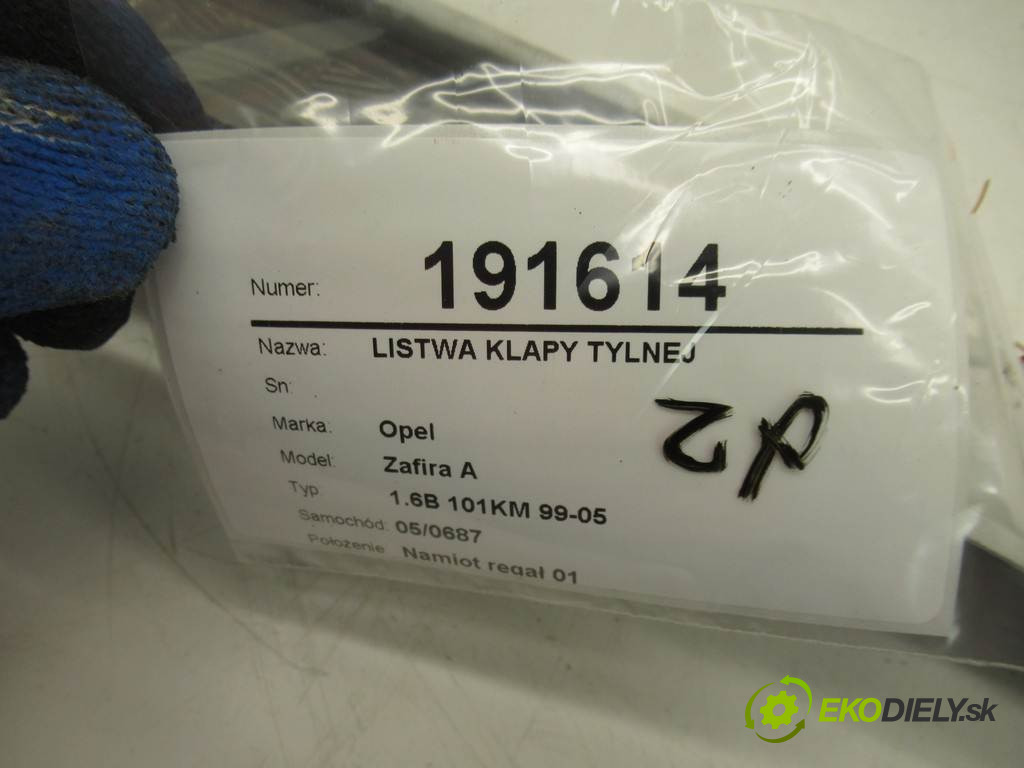 Numer: 191614
Nazwa: LISTWA KLAPY TYLNEJ
Sn:
Marka: Opel
Model: Zafira A
Typ 1.6B 101KM 99-05
Samochód: 05/0687
Położenie Namiot regał 01
EKODIELY.sk